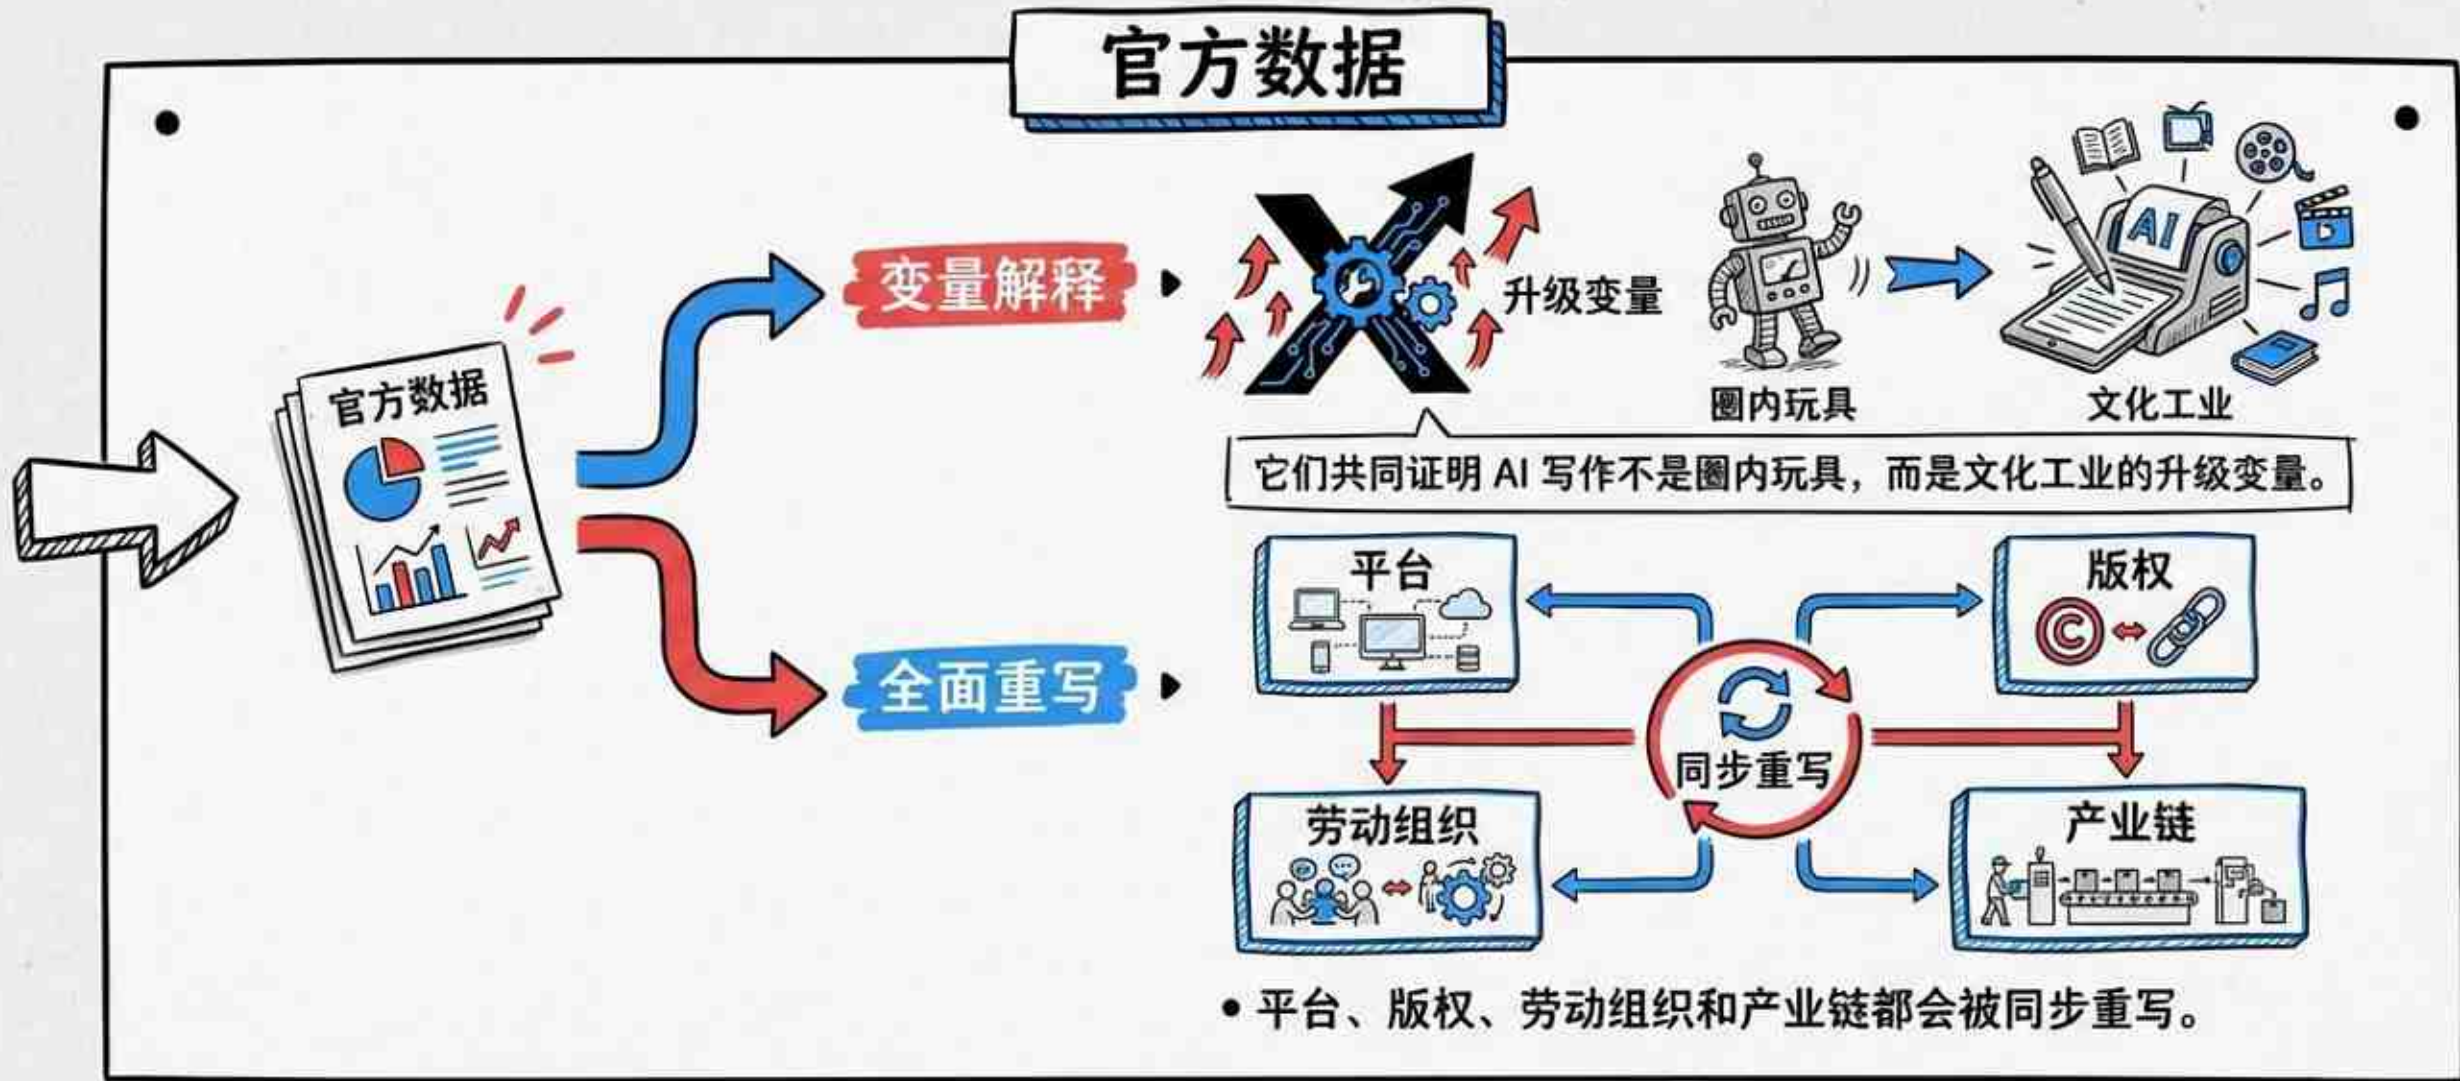 官方数据
官方数据
变量解释
升级变量
AI
圈内玩具
文化工业
它们共同证明 AI 写作不是圈内玩具，而是文化工业的升级变量。
全面重写
平台
版权
C
同步重写
劳动组织
产业链
• 平台、版权、劳动组织和产业链都会被同步重写。